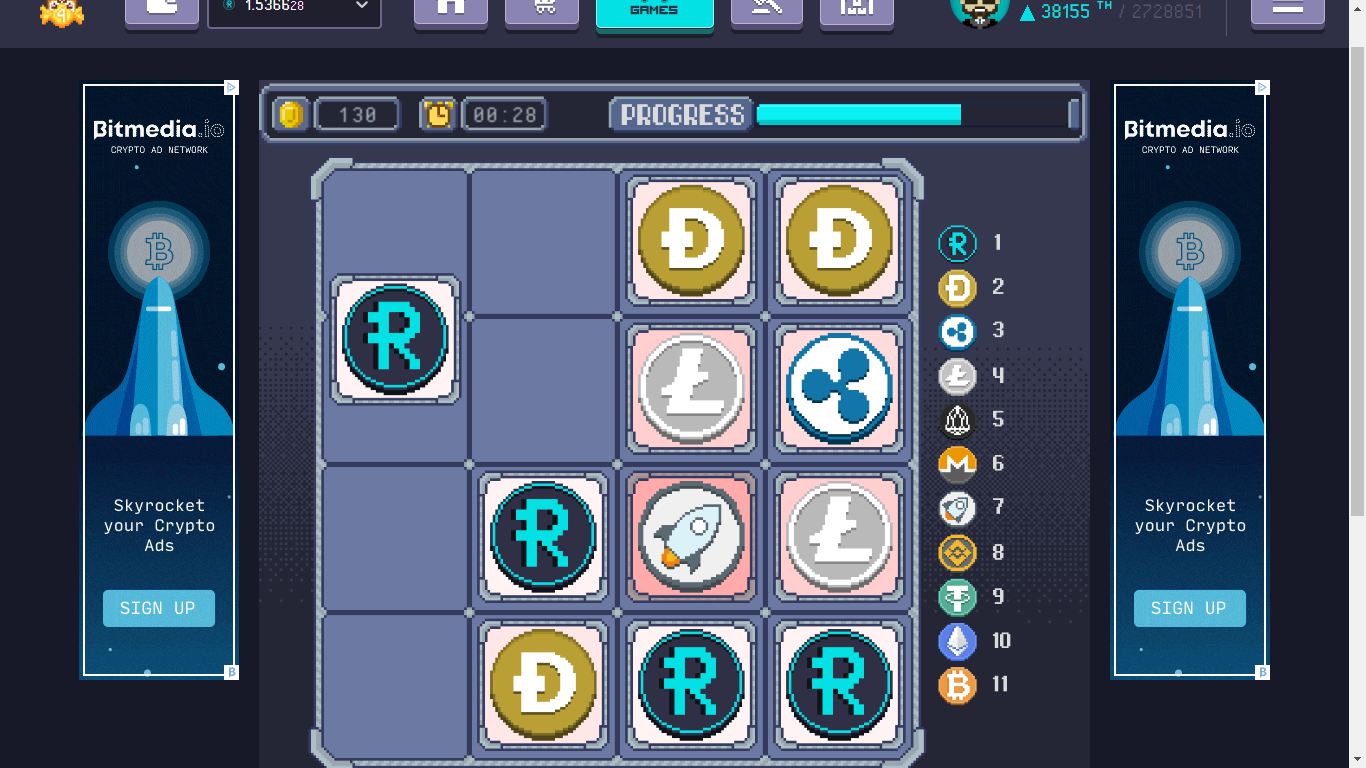 1.536628
GAMES
38155 TH / 2728851
130
00:28
PROGRESS
Bitmedia.io
CRYPTO AD NETWORK
Skyrocket
your Crypto
Ads
SIGN UP
1
2
3
4
5
6
7
8
9
10
11
Bitmedia.io
CRYPTO AD NETWORK
Skyrocket
your Crypto
Ads
SIGN UP